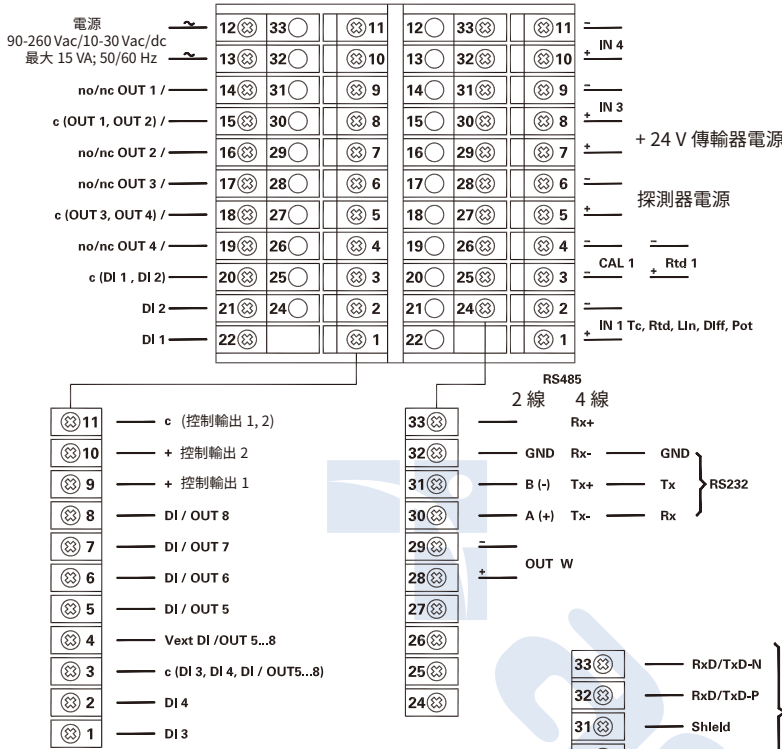 電源
90-260 Vac/10-30 Vac/dc
最大 15 VA; 50/60 Hz
~ 12 33 11 12 33 11 -
IN 4
~ 13 32 10 13 32 10 +
no/nc OUT 1 / 14 31 9 14 31 9 -
IN 3
c (OUT 1, OUT 2) / 15 30 8 15 30 8 +
no/nc OUT 2 / 16 29 7 16 29 7 + + 24 V 傳輸器電源
no/nc OUT 3 / 17 28 6 17 28 6 -
探測器電源
c (OUT 3, OUT 4) / 18 27 5 18 27 5 +
no/nc OUT 4 / 19 26 4 19 26 4 - -
CAL 1 Rtd 1
c (DI 1 , DI 2) 20 25 3 20 25 3 - +
DI 2 21 24 2 21 24 2 -
IN 1 Tc, Rtd, Lin, Diff, Pot
DI 1 22 1 22 1 +
RS485
2 線 4 線
11 c (控制輸出 1, 2)
10 + 控制輸出 2
9 + 控制輸出 1
8 DI / OUT 8
7 DI / OUT 7
6 DI / OUT 6
5 DI / OUT 5
4 Vext DI /OUT 5...8
3 c (DI 3, DI 4, DI / OUT5...8)
2 DI 4
1 DI 3
33 Rx+
32 GND Rx- GND
31 B (-) Tx+ Tx RS232
30 A (+) Tx- Rx
29 -
OUT W
28 +
27
26
25
24
33 RxD/TxD-N
32 RxD/TxD-P
31 Shield